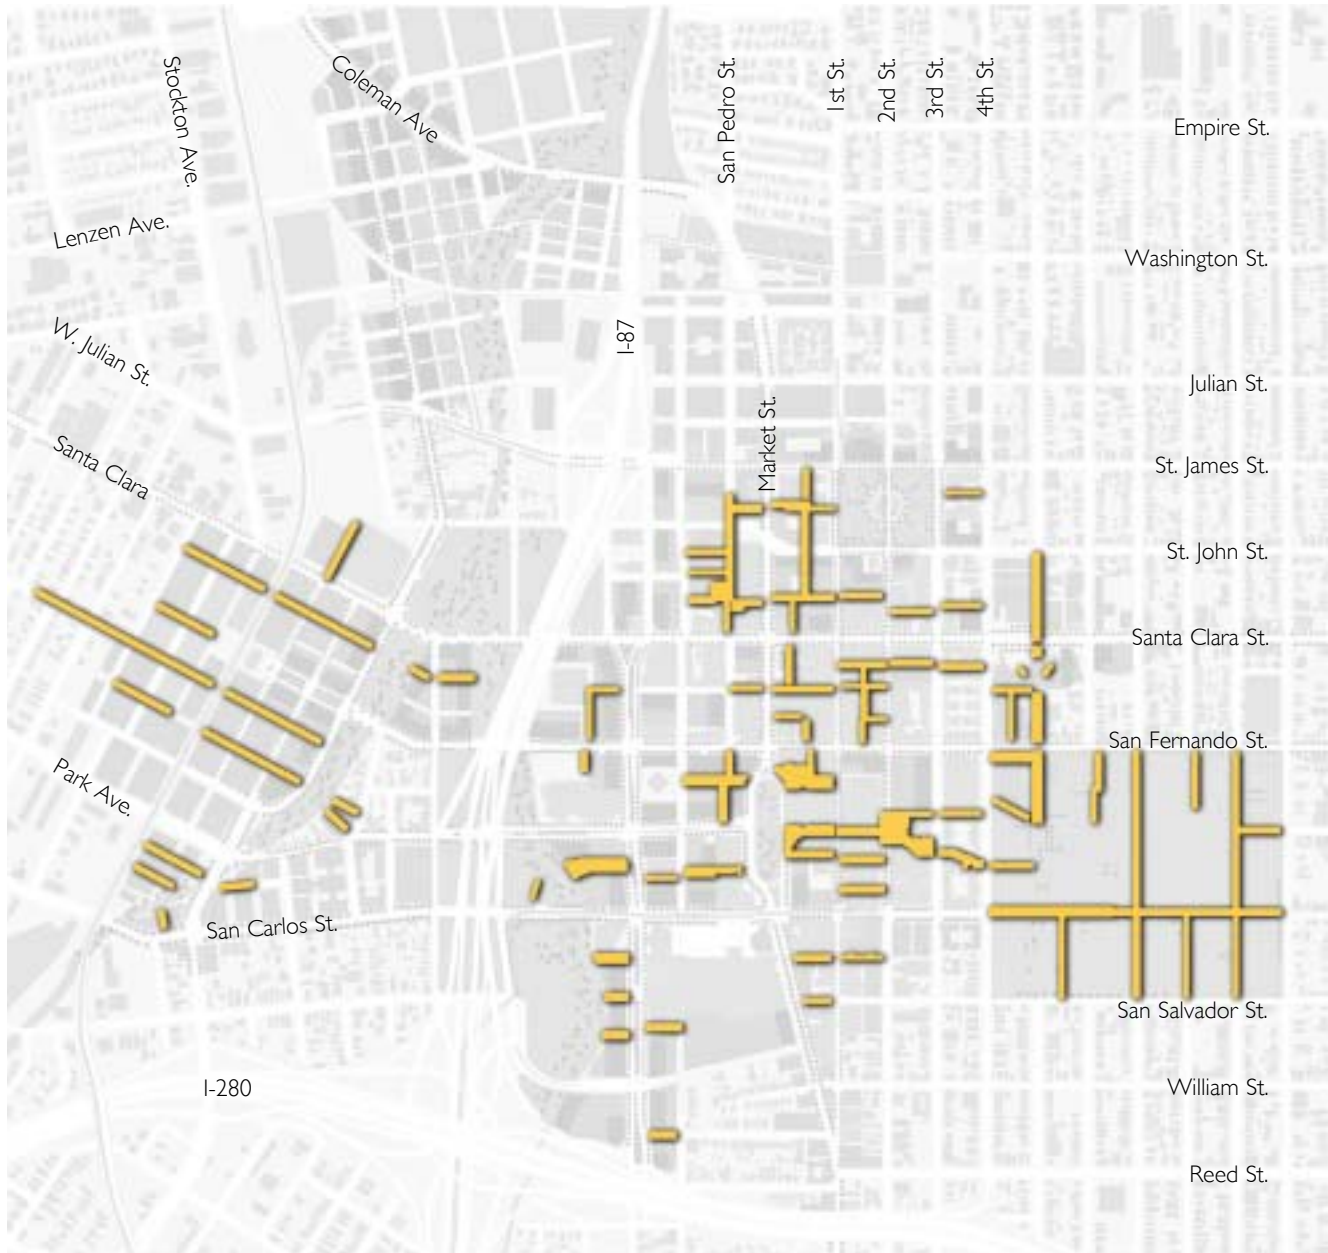 Stockton Ave.
Coleman Ave
San Pedro St.
1st St.
2nd St.
3rd St.
4th St.
Empire St.
Lenzen Ave.
Washington St.
W. Julian St.
I-87
Julian St.
Market St.
Santa Clara
St. James St.
St. John St.
Santa Clara St.
San Fernando St.
Park Ave.
San Carlos St.
San Salvador St.
I-280
William St.
Reed St.